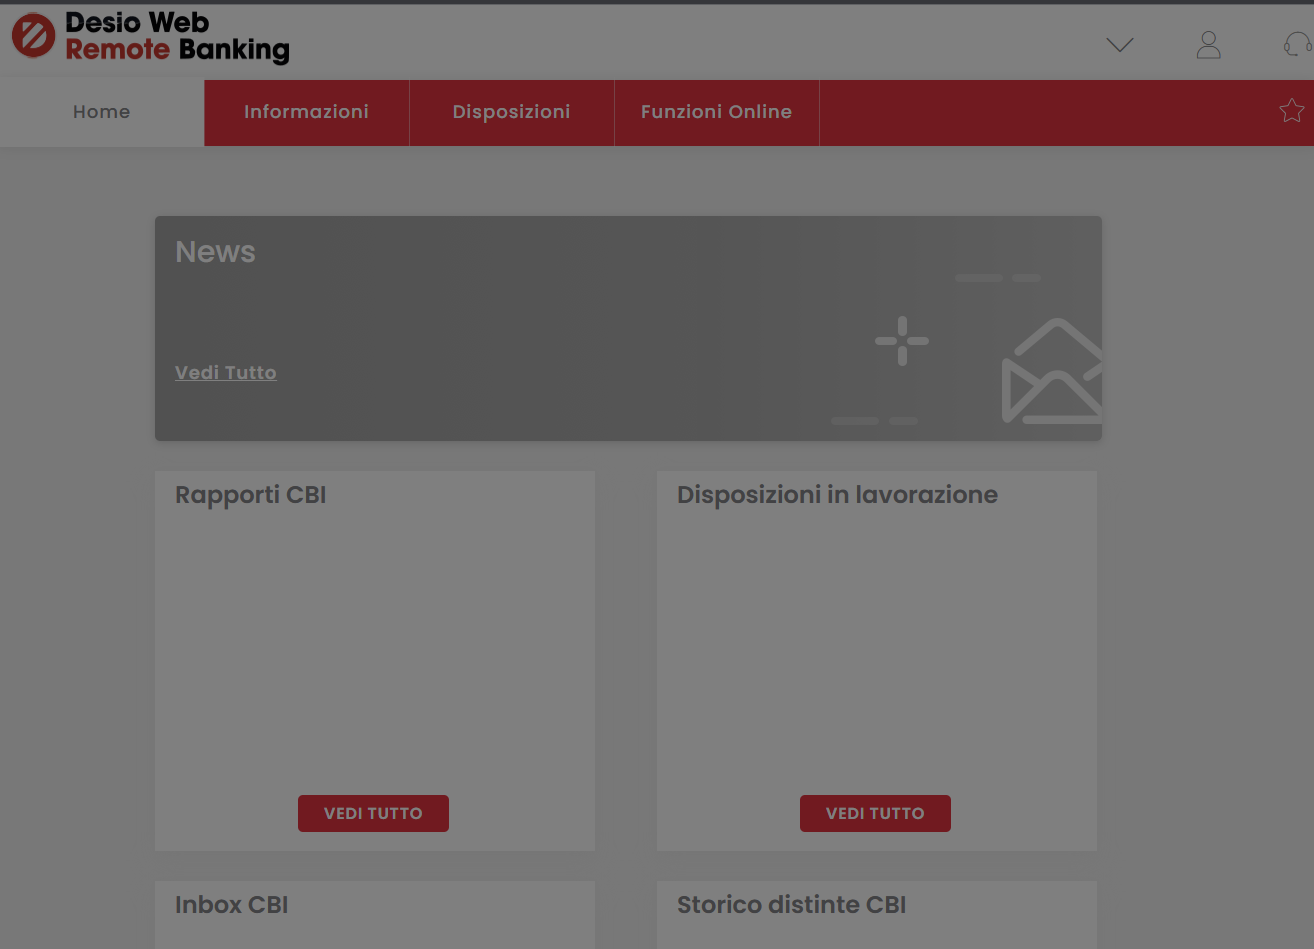 Desio Web
Remote Banking
Home
Informazioni
Disposizioni
Funzioni Online
News
Vedi Tutto
Rapporti CBI
Disposizioni in lavorazione
VEDI TUTTO
VEDI TUTTO
Inbox CBI
Storico distinte CBI